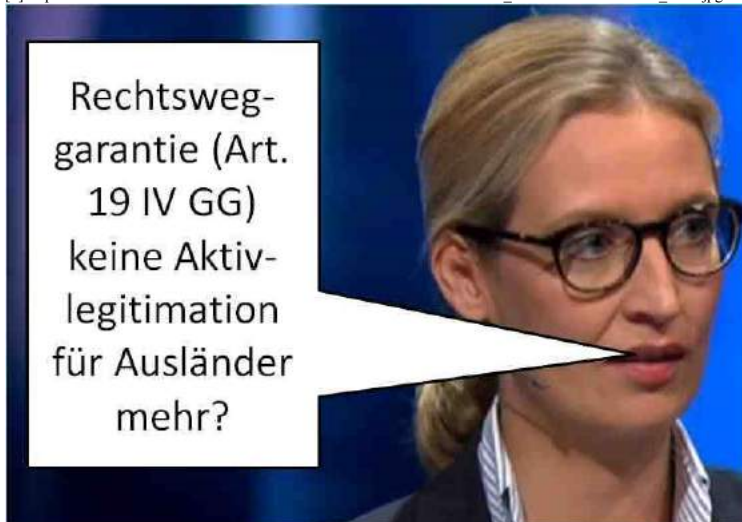 Rechtsweg-
garantie (Art.
19 IV GG)
keine Aktiv-
legitimation
für Ausländer
mehr?